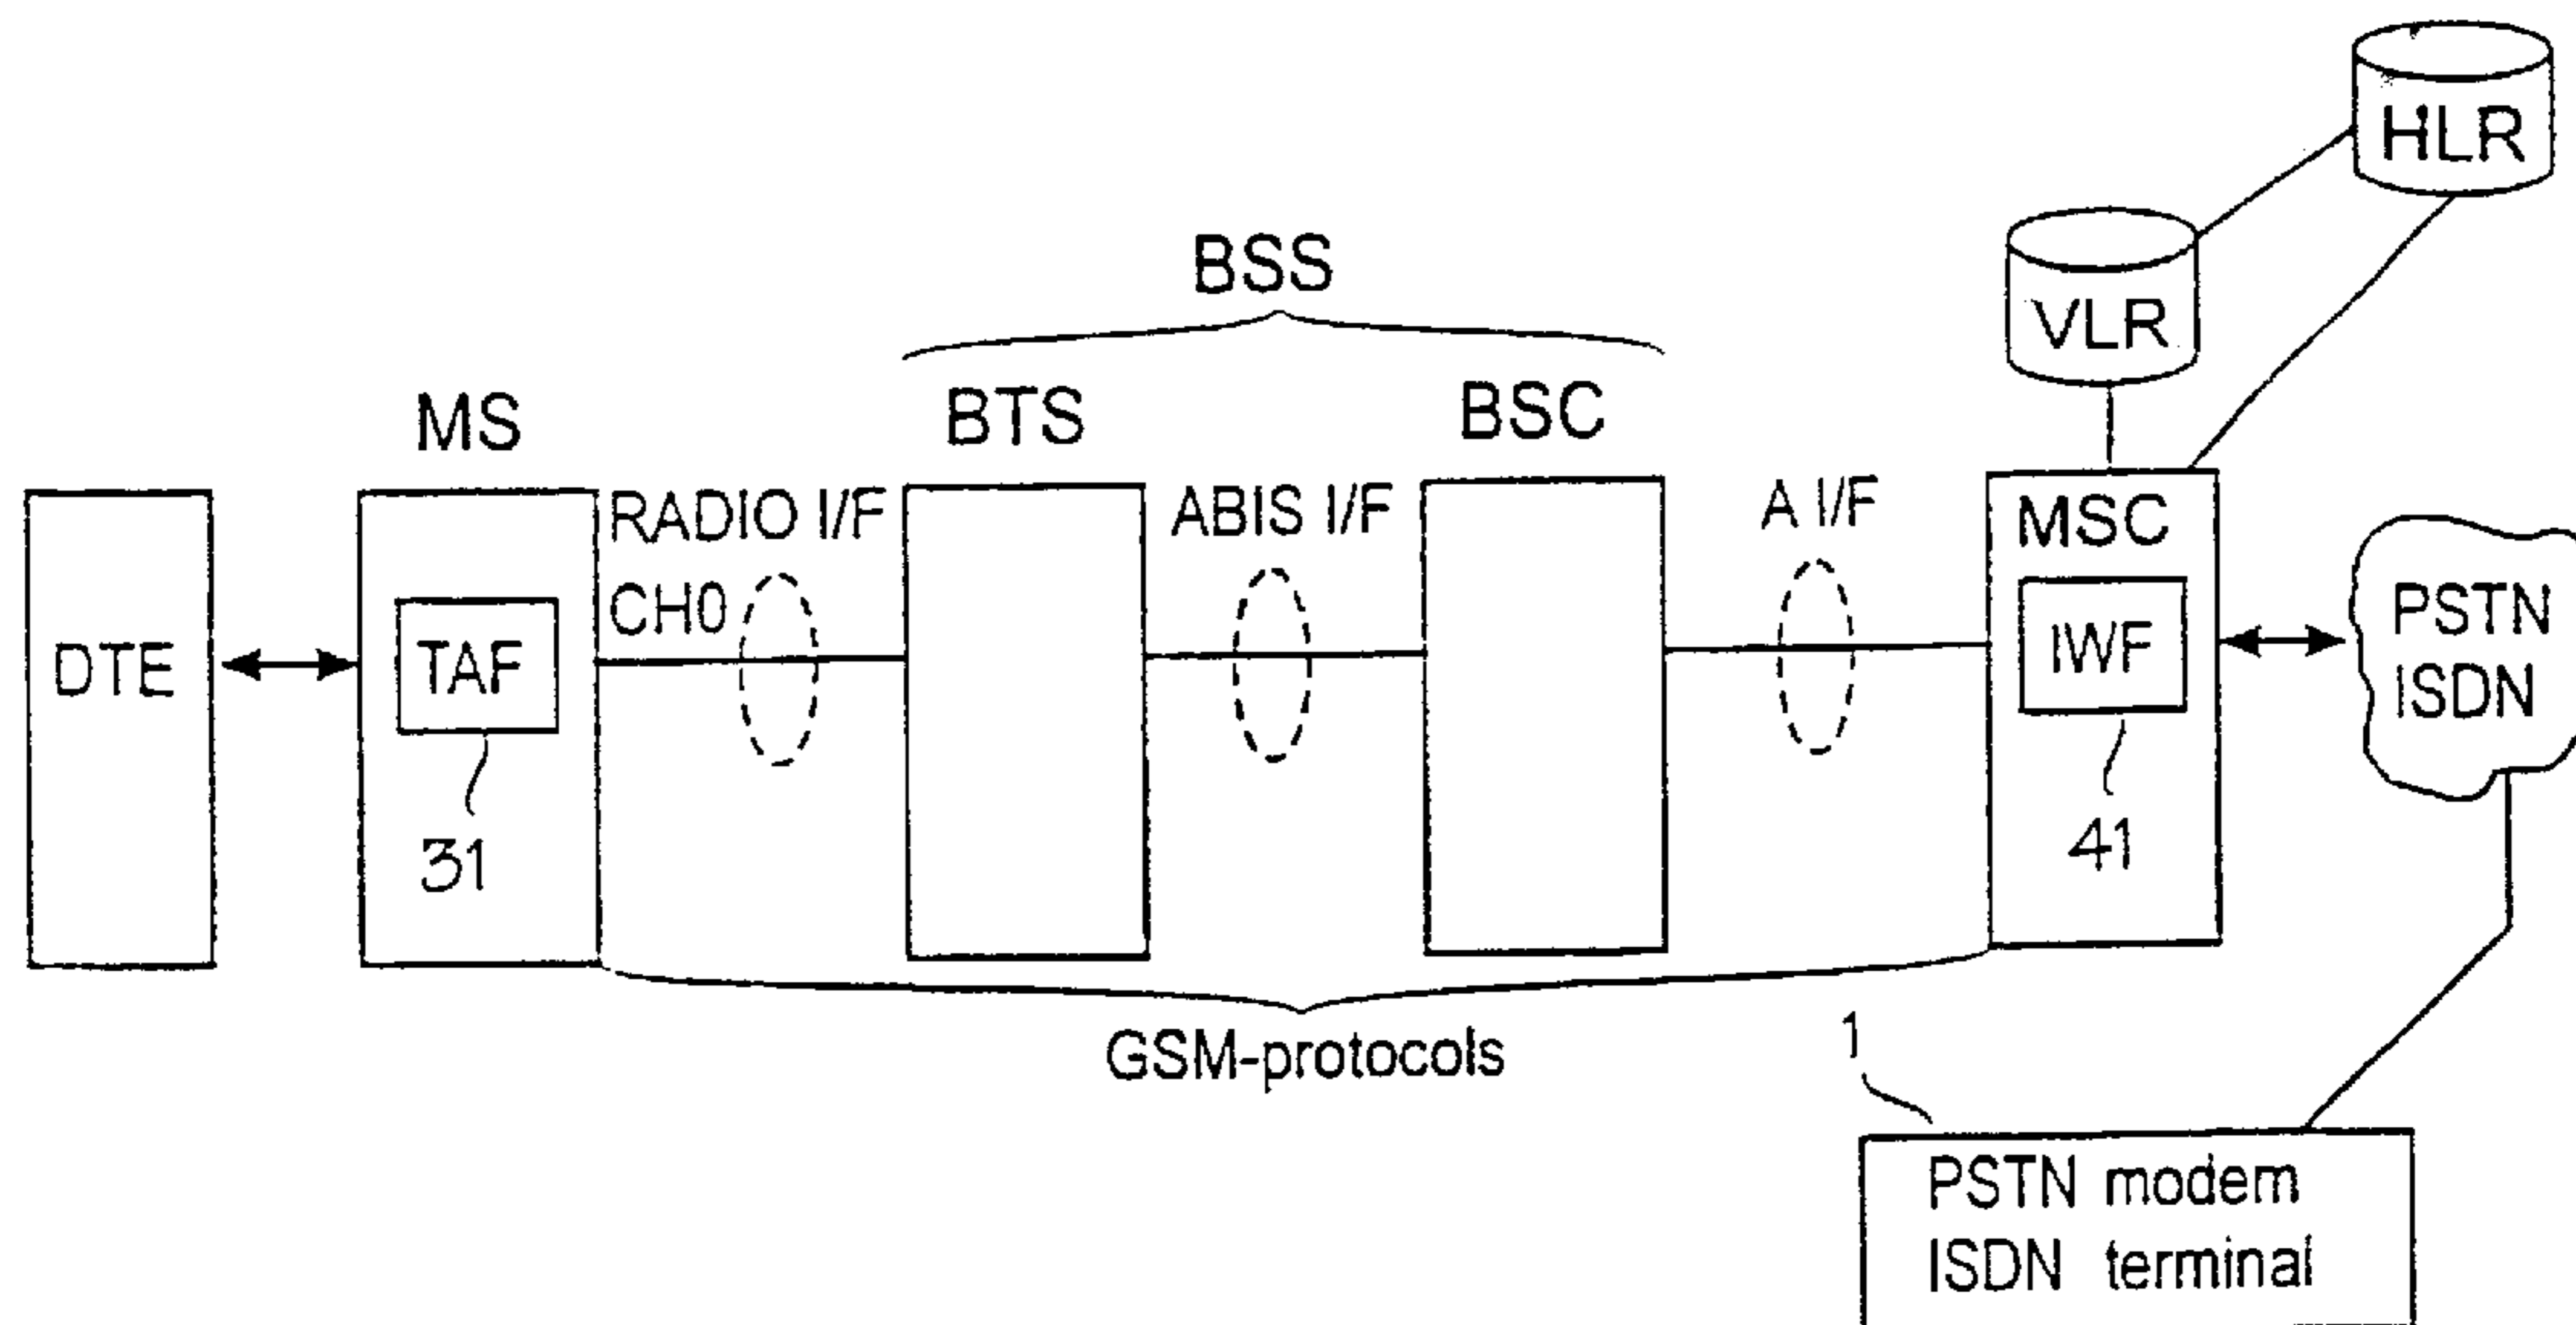 HLR
VLR
BSS
MS
BTS
BSC
DTE
TAF
31
RADIO I/F
CH0
ABIS I/F
A I/F
MSC
IWF
41
PSTN
ISDN
GSM-protocols
1
PSTN modem
ISDN terminal